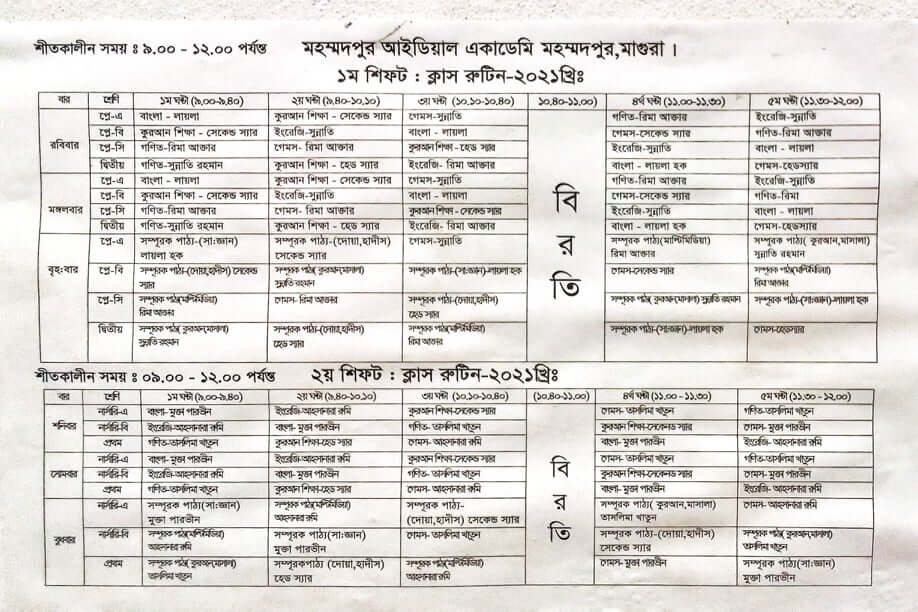 শীতকালীন সময় ঃ ৯.০০ - ১২.০০ পর্যন্ত মহম্মদপুর আইডিয়াল একাডেমি মহম্মদপুর,মাগুরা ।
১ম শিফট : ক্লাস রুটিন-২০২১খ্রিঃ
বার শ্রেণি ১ম ঘন্টা (৯.০০-৯.৪০) ২য় ঘন্টা (৯.৪০-১০.১০) ৩য় ঘন্টা (১০.১০-১০.৪০) (১০.৪০-১১.০০) ৪র্থ ঘন্টা (১১.০০-১১.৩০) ৫ম ঘন্টা (১১.৩০-১২.০০)
রবিবার প্লে-এ বাংলা - লায়লা কুরআন শিক্ষা - সেকেন্ড স্যার গেমস-সুন্নাতি গণিত-রিমা আক্তার ইংরেজি-সুন্নাতি
প্লে-বি কুরআন শিক্ষা - সেকেন্ড স্যার ইংরেজি-সুন্নাতি বাংলা - লায়লা গেমস-সেকেন্ড স্যার গণিত-রিমা আক্তার
প্লে-সি গণিত-রিমা আক্তার গেমস- রিমা আক্তার কুরআন শিক্ষা - হেড স্যার ইংরেজি-সুন্নাতি বাংলা - লায়লা
দ্বিতীয় গণিত-সুন্নাতি রহমান কুরআন শিক্ষা - হেড স্যার ইংরেজি- রিমা আক্তার বাংলা - লায়লা হক গেমস-হেডস্যার
মঙ্গলবার প্লে-এ বাংলা - লায়লা কুরআন শিক্ষা - সেকেন্ড স্যার গেমস-সুন্নাতি গণিত-রিমা আক্তার ইংরেজি-সুন্নাতি
প্লে-বি কুরআন শিক্ষা - সেকেন্ড স্যার ইংরেজি-সুন্নাতি বাংলা - লায়লা গেমস-সেকেন্ড স্যার গণিত-রিমা
প্লে-সি গণিত-রিমা আক্তার গেমস- রিমা আক্তার কুরআন শিক্ষা - সেকেন্ড স্যার ইংরেজি-সুন্নাতি বাংলা - লায়লা
দ্বিতীয় গণিত-সুন্নাতি রহমান কুরআন শিক্ষা - হেড স্যার ইংরেজি- রিমা আক্তার বাংলা - লায়লা হক গেমস-হেডস্যার
বিরতি
বৃহ:বার প্লে-এ সম্পূরক পাঠ্য-(সা:জ্ঞান) সম্পূরক পাঠ্য-(দোয়া,হাদীস) গেমস-সুন্নাতি সম্পূরক পাঠ্য(মাল্টিমিডিয়া) সম্পূরক পাঠ্য( কুরআন,মাসালা)
লায়লা হক সেকেন্ড স্যার রিমা আক্তার সুন্নাতি রহমান
প্লে-বি সম্পূরক পাঠ্য-(দোয়া,হাদীস) সেকেন্ড সম্পূরক পাঠ্য( কুরআন,মাসালা) সম্পূরক পাঠ্য-(সা:জ্ঞান)-লায়লা হক গেমস-সেকেন্ড স্যার সম্পূরক পাঠ্য(মাল্টিমিডিয়া)
স্যার সুন্নাতি রহমান রিমা আক্তার
প্লে-সি সম্পূরক পাঠ্য(মাল্টিমিডিয়া) গেমস- রিমা আক্তার সম্পূরক পাঠ্য-(দোয়া,হাদীস) সম্পূরক পাঠ্য( কুরআন,মাসালা) সুন্নাতি রহমান সম্পূরক পাঠ্য-(সা:জ্ঞান)-লায়লা হক
রিমা আক্তার হেড স্যার
দ্বিতীয় সম্পূরক পাঠ্য( কুরআন,মাসালা) সম্পূরক পাঠ্য-(দোয়া,হাদীস) সম্পূরক পাঠ্য(মাল্টিমিডিয়া) সম্পূরক পাঠ্য-(সা:জ্ঞান)-লায়লা হক গেমস-হেডস্যার
সুন্নাতি রহমান হেড স্যার রিমা আক্তার
শীতকালীন সময় ঃ ০৯.০০ - ১২.০০ পর্যন্ত ২য় শিফট : ক্লাস রুটিন-২০২১খ্রিঃ
বার শ্রেণি ১ম ঘন্টা (৯.০০-৯.৪০) ২য় ঘন্টা (৯.৪০-১০.১০) ৩য় ঘন্টা (১০.১০-১০.৪০) (১০.৪০-১১.০০) ৪র্থ ঘন্টা (১১.০০ - ১১.৩০) ৫ম ঘন্টা (১১.৩০ - ১২.০০)
শনিবার নার্সারি-এ বাংলা- মুক্তা পারভীন ইংরেজি-আহসানারা রুমি কুরআন শিক্ষা-সেকেন্ড স্যার গেমস- তাসলিমা খাতুন গণিত-তাসলিমা খাতুন
নার্সারি-বি ইংরেজি-আহসানারা রুমি বাংলা- মুক্তা পারভীন গণিত- তাসলিমা খাতুন কুরআন শিক্ষা-সেকেনড স্যার গেমস- মুক্তা পারভীন
প্রথম গণিত-তাসলিমা খাতুন কুরআন শিক্ষা-হেড স্যার গেমস- আহসানারা রুমি বাংলা- মুক্তা পারভীন ইংরেজি- আহসানারা রুমি
সোমবার নার্সারি-এ বাংলা- মুক্তা পারভীন ইংরেজি-আহসানারা রুমি কুরআন শিক্ষা-সেকেন্ড স্যার গেমস- তাসলিমা খাতুন গণিত-তাসলিমা খাতুন
নার্সারি-বি ইংরেজি-আহসানারা রুমি বাংলা- মুক্তা পারভীন গণিত- তাসলিমা খাতুন কুরআন শিক্ষা-সেকেনড স্যার গেমস- মুক্তা পারভীন
প্রথম গণিত-তাসলিমা খাতুন কুরআন শিক্ষা-হেড স্যার গেমস- আহসানারা রুমি বাংলা- মুক্তা পারভীন ইংরেজি- আহসানারা রুমি
বিরতি
বুধবার নার্সারি-এ সম্পূরক পাঠ্য(সা:জ্ঞান) সম্পূরক পাঠ্য(মাল্টিমিডিয়া) সম্পূরক পাঠ্য- সম্পূরক পাঠ্য( কুরআন,মাসালা) গেমস- আহসানারা রুমি
মুক্তা পারভীন আহসানারা রুমি (দোয়া,হাদীস) সেকেন্ড স্যার তাসলিমা খাতুন
নার্সারি-বি সম্পূরক পাঠ্য(মাল্টিমিডিয়া) সম্পূরক পাঠ্য(সা:জ্ঞান) গেমস- তাসলিমা খাতুন সম্পূরক পাঠ্য-(দোয়া,হাদীস) সম্পূরক পাঠ্য( কুরআন,মাসালা)
আহসানারা রুমি মুক্তা পারভীন সেকেন্ড স্যার তাসলিমা খাতুন
প্রথম সম্পূরক পাঠ্য( কুরআন,মাসালা) সম্পূরকপাঠ্য (দোয়া,হাদীস) সম্পূরক পাঠ্য(মাল্টিমিডিয়া) গেমস- মুক্তা পারভীন সম্পূরক পাঠ্য(সা:জ্ঞান)
তাসলিমা খাতুন হেড স্যার আহসানারা রুমি মুক্তা পারভীন